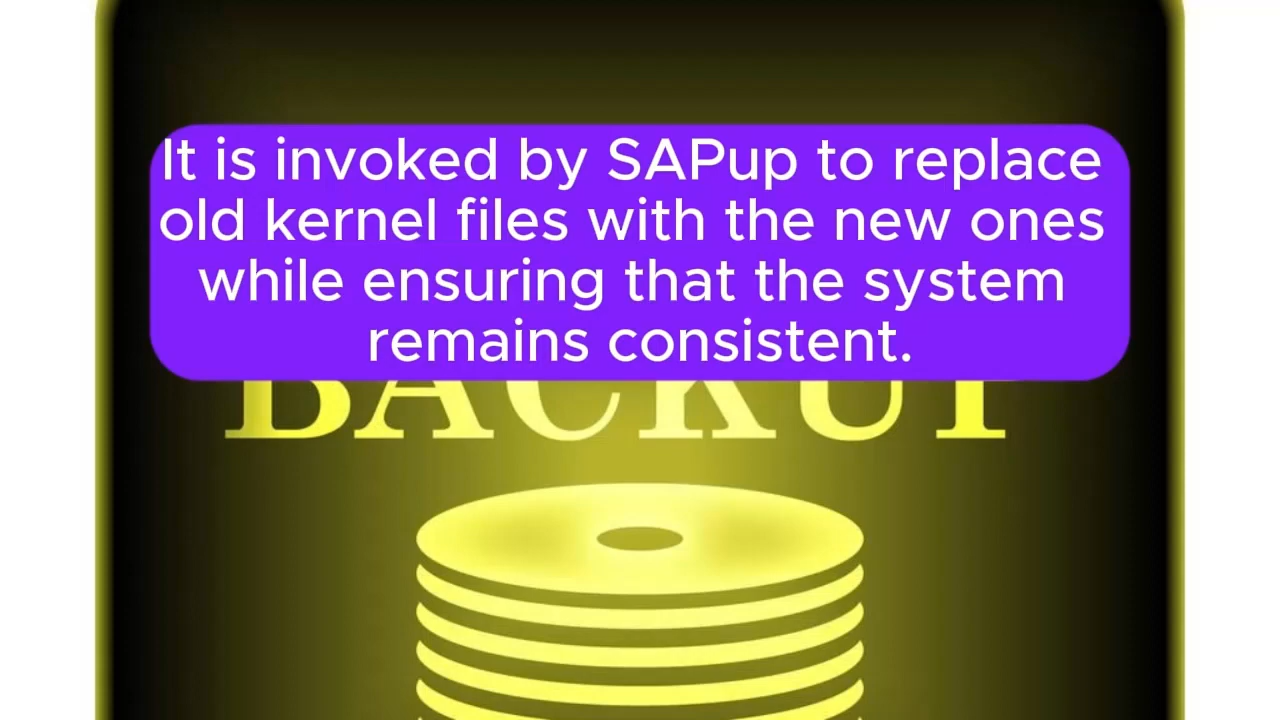 It is invoked by SAPup to replace
old kernel files with the new ones
while ensuring that the system
remains consistent.
BACKUP